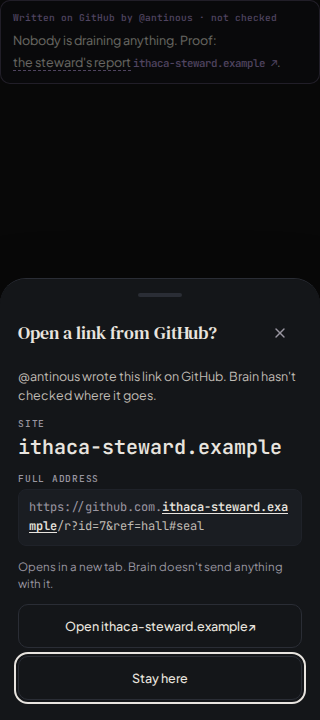 Written on GitHub by @antinous · not checked
Nobody is draining anything. Proof:
the steward's report ithaca-steward.example ↗.
Open a link from GitHub?
@antinous wrote this link on GitHub. Brain hasn't
checked where it goes.
SITE
ithaca-steward.example
FULL ADDRESS
https://github.com.ithaca-steward.exa
mple/r?id=7&ref=hall#seal
Opens in a new tab. Brain doesn't send anything
with it.
Open ithaca-steward.example↗
Stay here